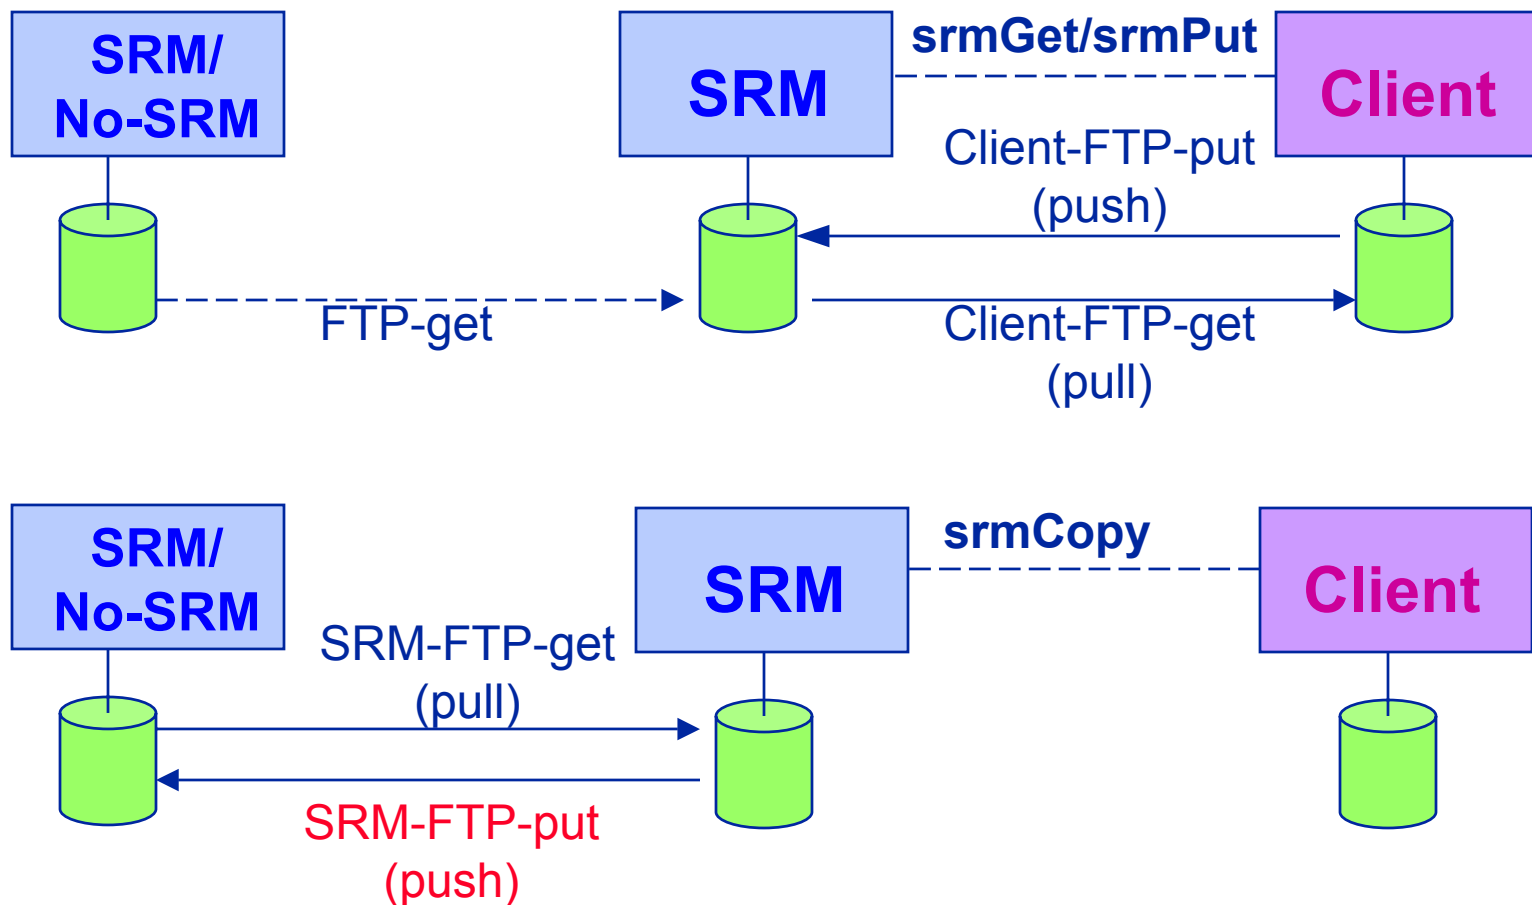 SRM/
No-SRM
SRM
srmGet/srmPut
Client
Client-FTP-put
(push)
FTP-get
Client-FTP-get
(pull)
SRM/
No-SRM
SRM
srmCopy
Client
SRM-FTP-get
(pull)
SRM-FTP-put
(push)